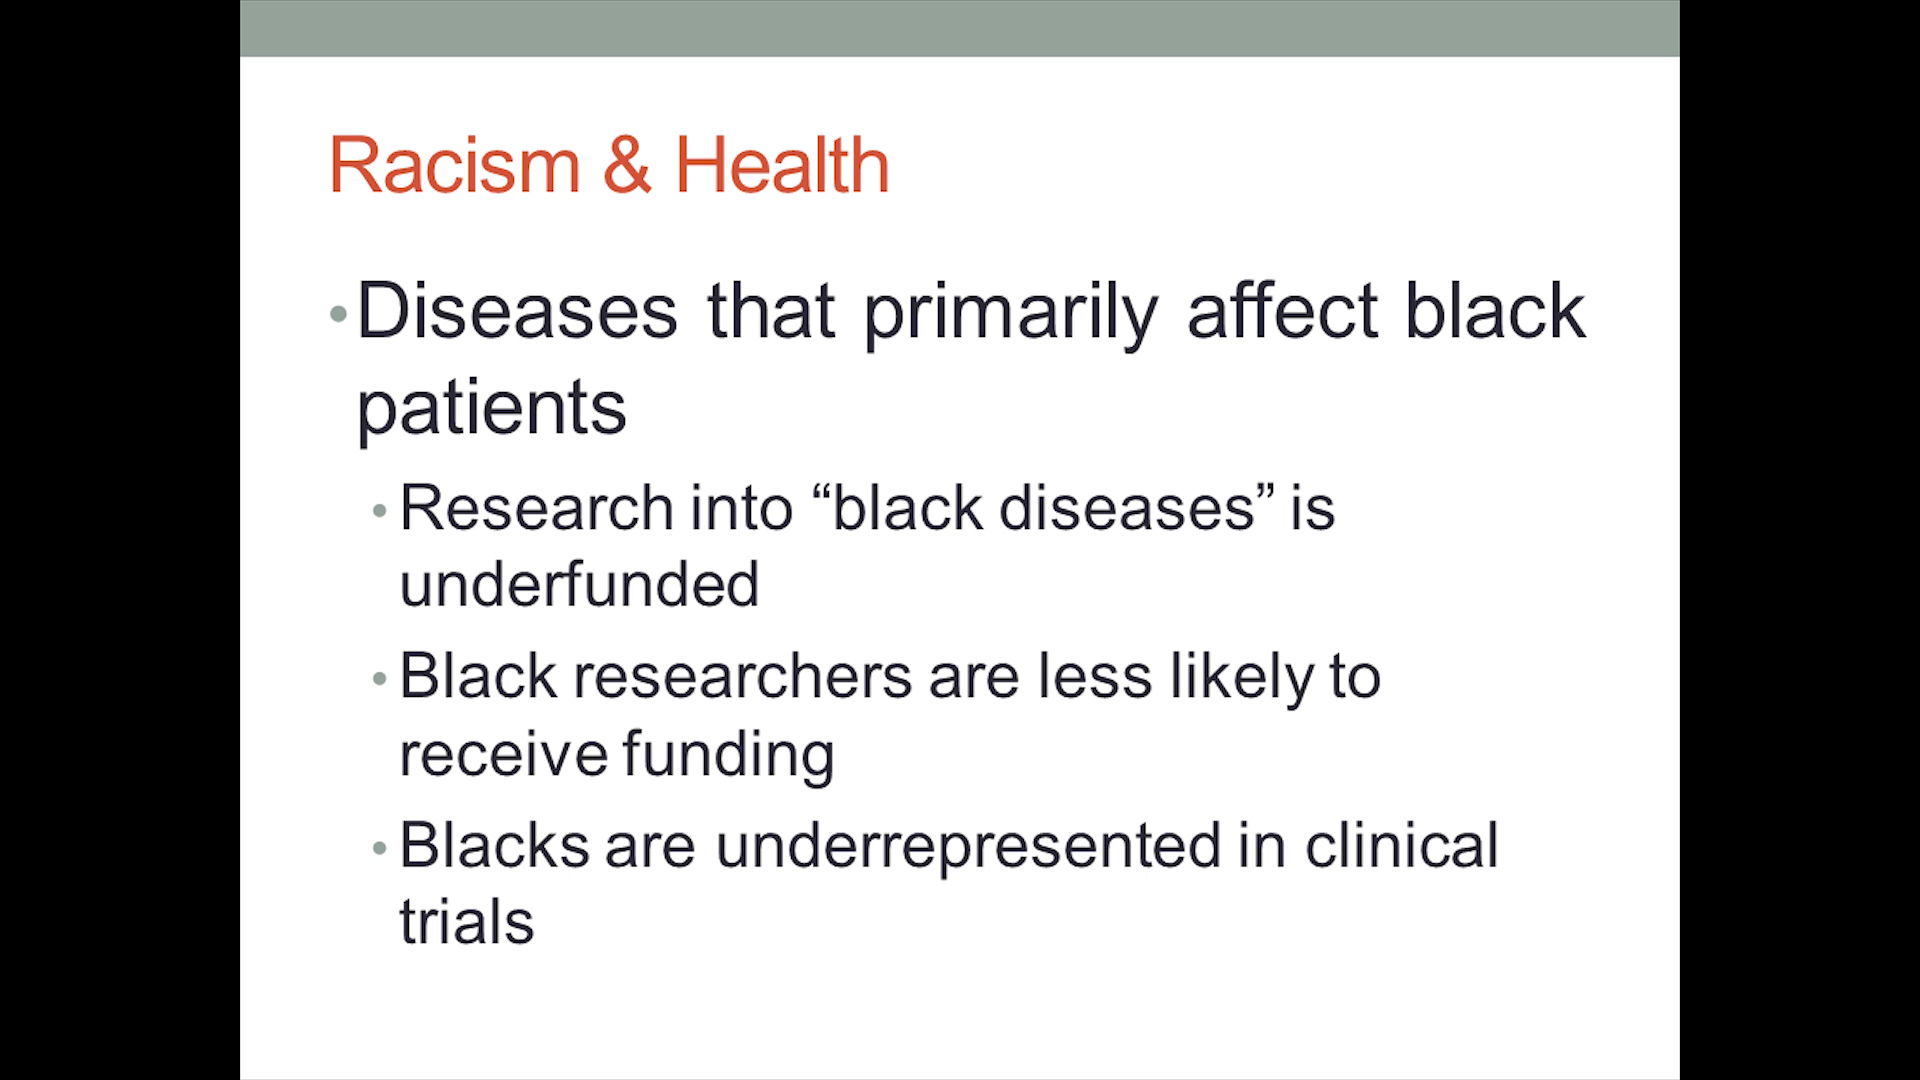 Racism & Health
•Diseases that primarily affect black
patients
•Research into “black diseases” is
underfunded
•Black researchers are less likely to
receive funding
•Blacks are underrepresented in clinical
trials